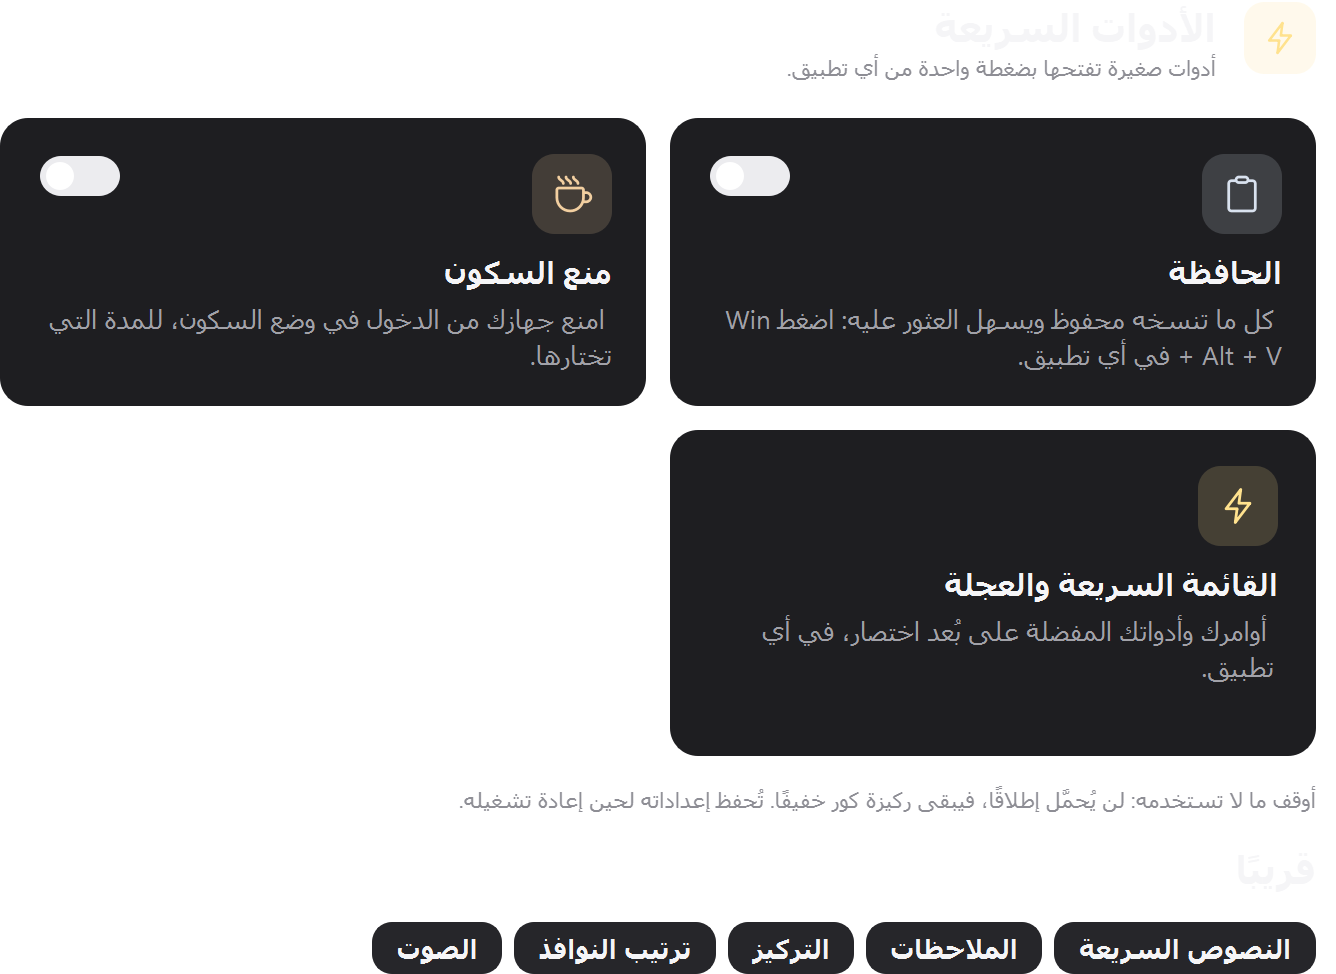 الأدوات السريعة
أدوات صغيرة تفتحها بضغطة واحدة من أي تطبيق.
الحافظة
كل ما تنسخه محفوظ ويسهل العثور عليه: اضغط Win
+ Alt + V في أي تطبيق.
منع السكون
امنع جهازك من الدخول في وضع السكون، للمدة التي
تختارها.
القائمة السريعة والعجلة
أوامرك وأدواتك المفضلة على بُعد اختصار، في أي
تطبيق.
أوقف ما لا تستخدمه: لن يُحمَّل إطلاقًا، فيبقى ركيزة كور خفيفًا. تُحفظ إعداداته لحين إعادة تشغيله.
قريبًا
النصوص السريعة
الملاحظات
التركيز
ترتيب النوافذ
الصوت